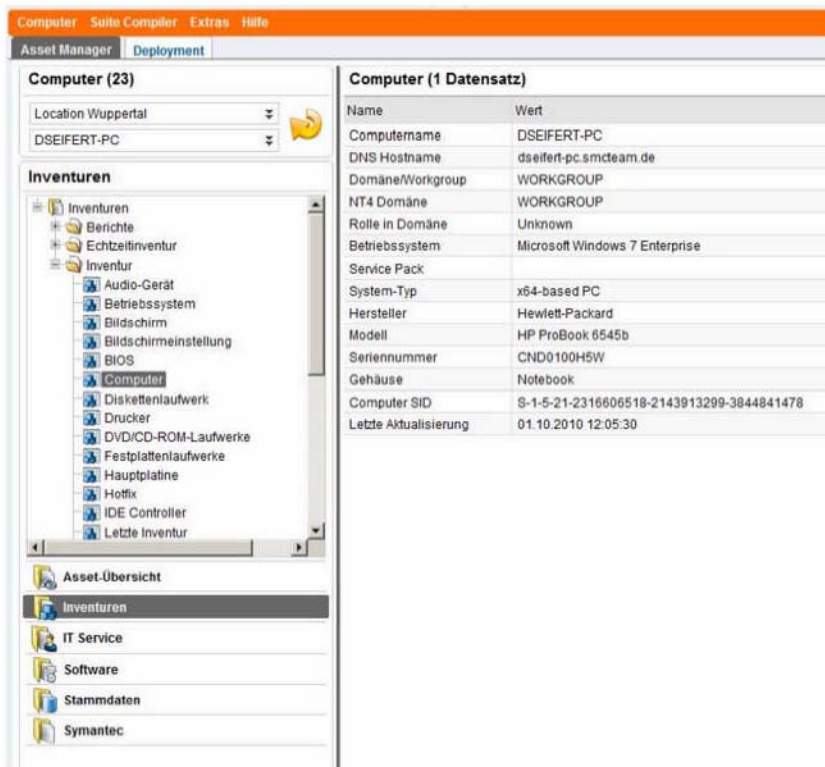 Computer Suite Compiler Extras Hilfe
Asset Manager Deployment
Computer (23)
Location Wuppertal
DSEIFERT-PC
Inventuren
Inventuren
Berichte
Echtzeitinventur
Inventur
Audio-Gerät
Betriebssystem
Bildschirm
Bildschirmeinstellung
BIOS
Computer
Diskettenlaufwerk
Drucker
DVD/CD-ROM-Laufwerke
Festplattenlaufwerke
Hauptplatine
Hotfix
IDE Controller
Letzte Inventur
Asset-Übersicht
Inventuren
IT Service
Software
Stammdaten
Symantec
Computer (1 Datensatz)
Name Wert
Computername DSEIFERT-PC
DNS Hostname dseifert-pc.smcteam.de
Domäne/Workgroup WORKGROUP
NT4 Domäne WORKGROUP
Rolle in Domäne Unknown
Betriebssystem Microsoft Windows 7 Enterprise
Service Pack
System-Typ x64-based PC
Hersteller Hewlett-Packard
Modell HP ProBook 6545b
Seriennummer CND0100H5W
Gehäuse Notebook
Computer SID S-1-5-21-2316606518-2143913299-3844841478
Letzte Aktualisierung 01.10.2010 12:05:30